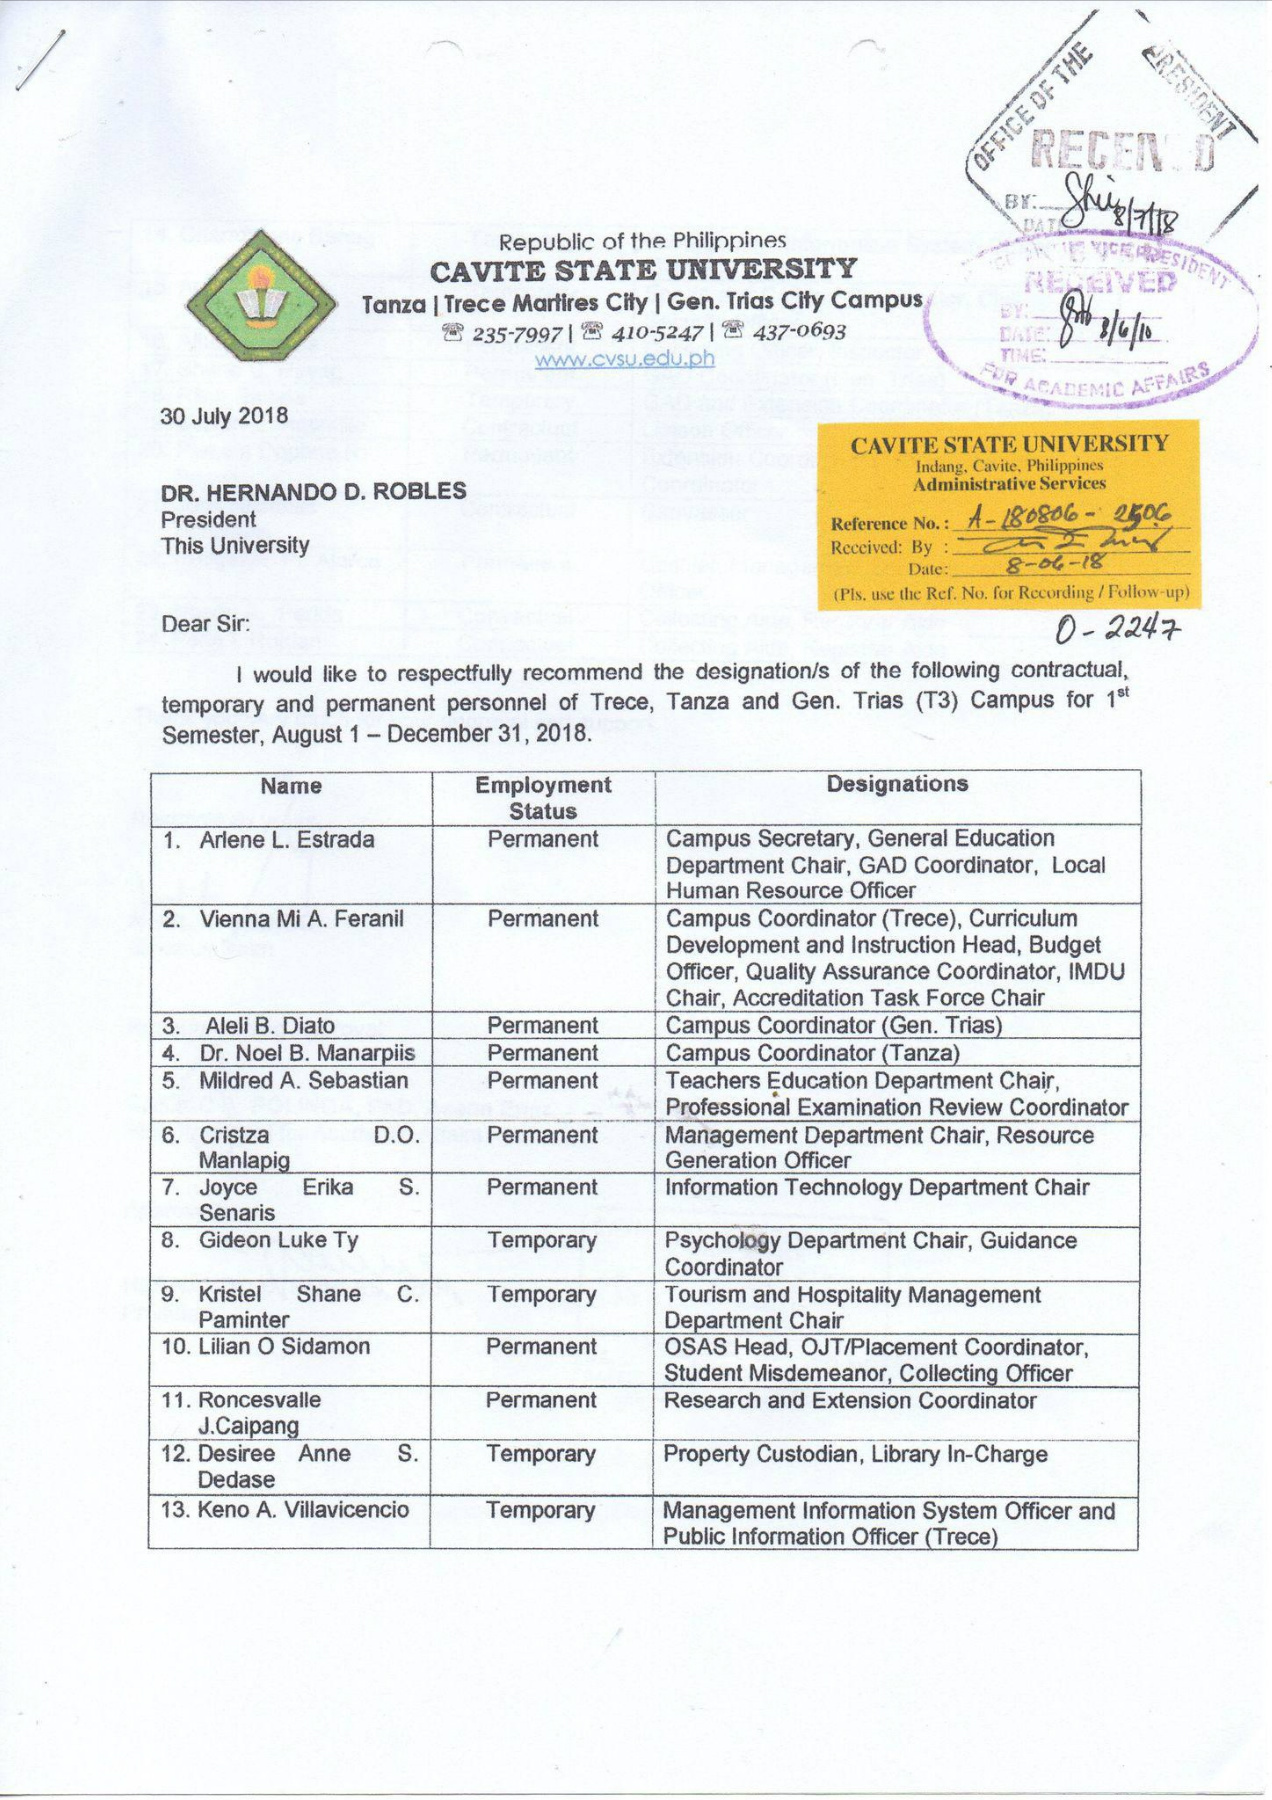 OFFICE OF THE PRESIDENT
RECEIVED
BY:
8/7/18
DATE
VICE PRESIDENT
RECEIVED
BY:
DATE:
TIME:
FOR ACADEMIC AFFAIRS
Republic of the Philippines
CAVITE STATE UNIVERSITY
Tanza | Trece Martires City | Gen. Trias City Campus
☎ 235-7997 | ☎ 410-5247 | ☎ 437-0693
www.cvsu.edu.ph
30 July 2018
CAVITE STATE UNIVERSITY
Indang, Cavite, Philippines
Administrative Services
Reference No.: A-180806-2506
Received: By :
Date: 8-06-18
(Pls. use the Ref. No. for Recording / Follow-up)
0-2247
DR. HERNANDO D. ROBLES
President
This University
Dear Sir:
I would like to respectfully recommend the designation/s of the following contractual,
temporary and permanent personnel of Trece, Tanza and Gen. Trias (T3) Campus for 1st
Semester, August 1 – December 31, 2018.
Name Employment Designations
Status
1. Arlene L. Estrada Permanent Campus Secretary, General Education
Department Chair, GAD Coordinator, Local
Human Resource Officer
2. Vienna Mi A. Feranil Permanent Campus Coordinator (Trece), Curriculum
Development and Instruction Head, Budget
Officer, Quality Assurance Coordinator, IMDU
Chair, Accreditation Task Force Chair
3. Aleli B. Diato Permanent Campus Coordinator (Gen. Trias)
4. Dr. Noel B. Manarpiis Permanent Campus Coordinator (Tanza)
5. Mildred A. Sebastian Permanent Teachers Education Department Chair,
Professional Examination Review Coordinator
6. Cristza D.O. Permanent Management Department Chair, Resource
Manlapig Generation Officer
7. Joyce Erika S. Permanent Information Technology Department Chair
Senaris
8. Gideon Luke Ty Temporary Psychology Department Chair, Guidance
Coordinator
9. Kristel Shane C. Temporary Tourism and Hospitality Management
Paminter Department Chair
10. Lilian O Sidamon Permanent OSAS Head, OJT/Placement Coordinator,
Student Misdemeanor, Collecting Officer
11. Roncesvalle Permanent Research and Extension Coordinator
J.Caipang
12. Desiree Anne S. Temporary Property Custodian, Library In-Charge
Dedase
13. Keno A. Villavicencio Temporary Management Information System Officer and
Public Information Officer (Trece)